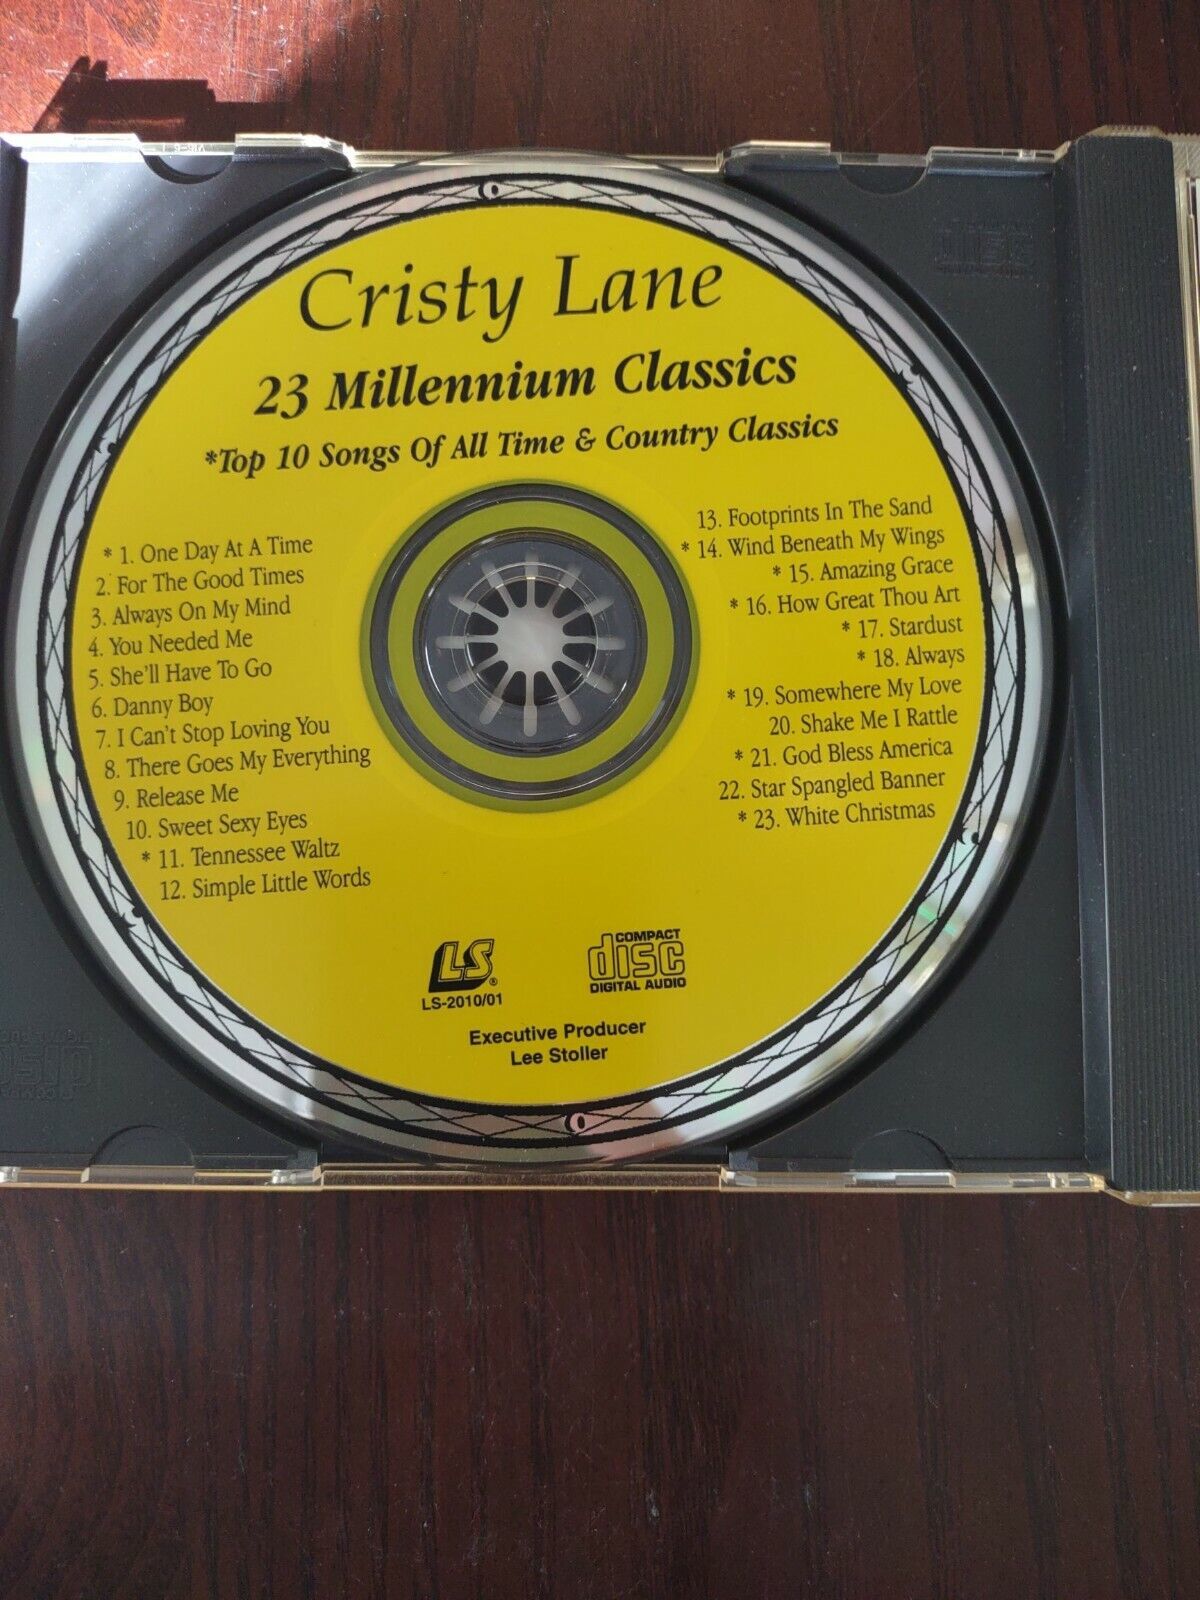 Cristy Lane
23 Millennium Classics
*Top 10 Songs Of All Time & Country Classics
* 1. One Day At A Time
2. For The Good Times
3. Always On My Mind
4. You Needed Me
5. She'll Have To Go
6. Danny Boy
7. I Can't Stop Loving You
8. There Goes My Everything
9. Release Me
10. Sweet Sexy Eyes
* 11. Tennessee Waltz
12. Simple Little Words
13. Footprints In The Sand
* 14. Wind Beneath My Wings
* 15. Amazing Grace
* 16. How Great Thou Art
* 17. Stardust
* 18. Always
* 19. Somewhere My Love
20. Shake Me I Rattle
* 21. God Bless America
22. Star Spangled Banner
* 23. White Christmas
LS®
LS-2010/01
COMPACT
disc
DIGITAL AUDIO
Executive Producer
Lee Stoller